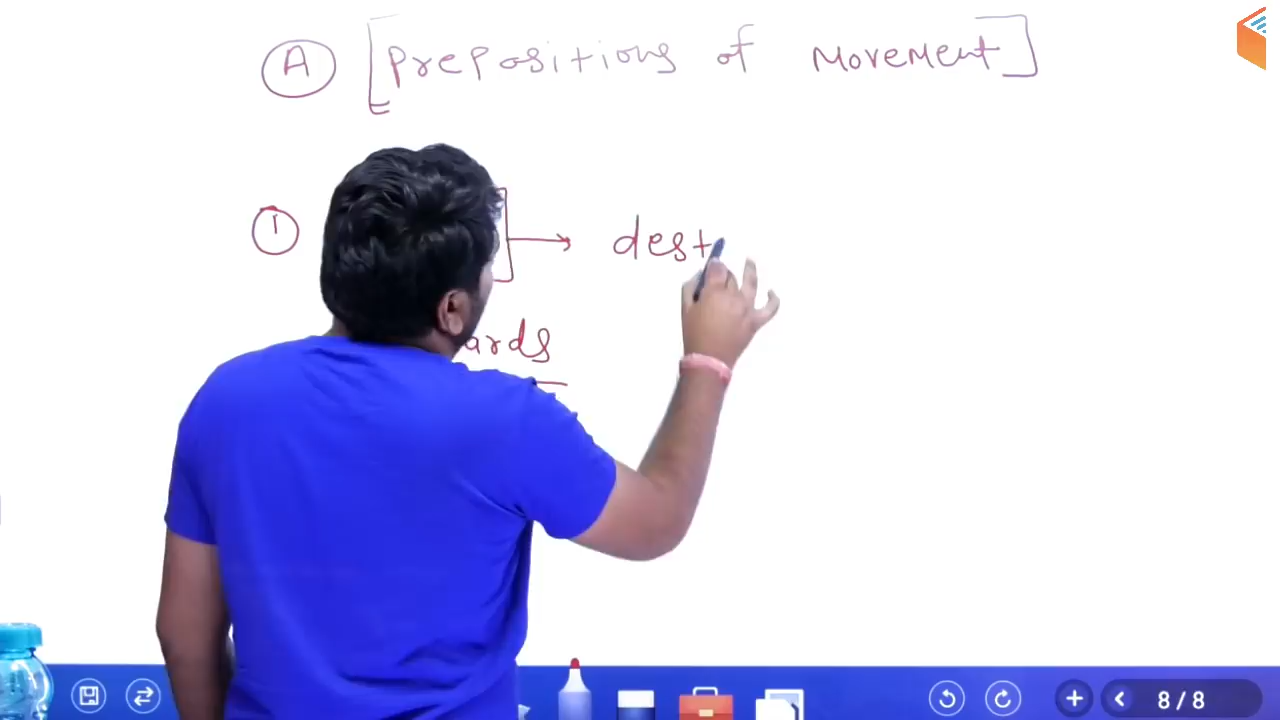 A [Prepositions of Movement]
1 → dest
ards
8/8